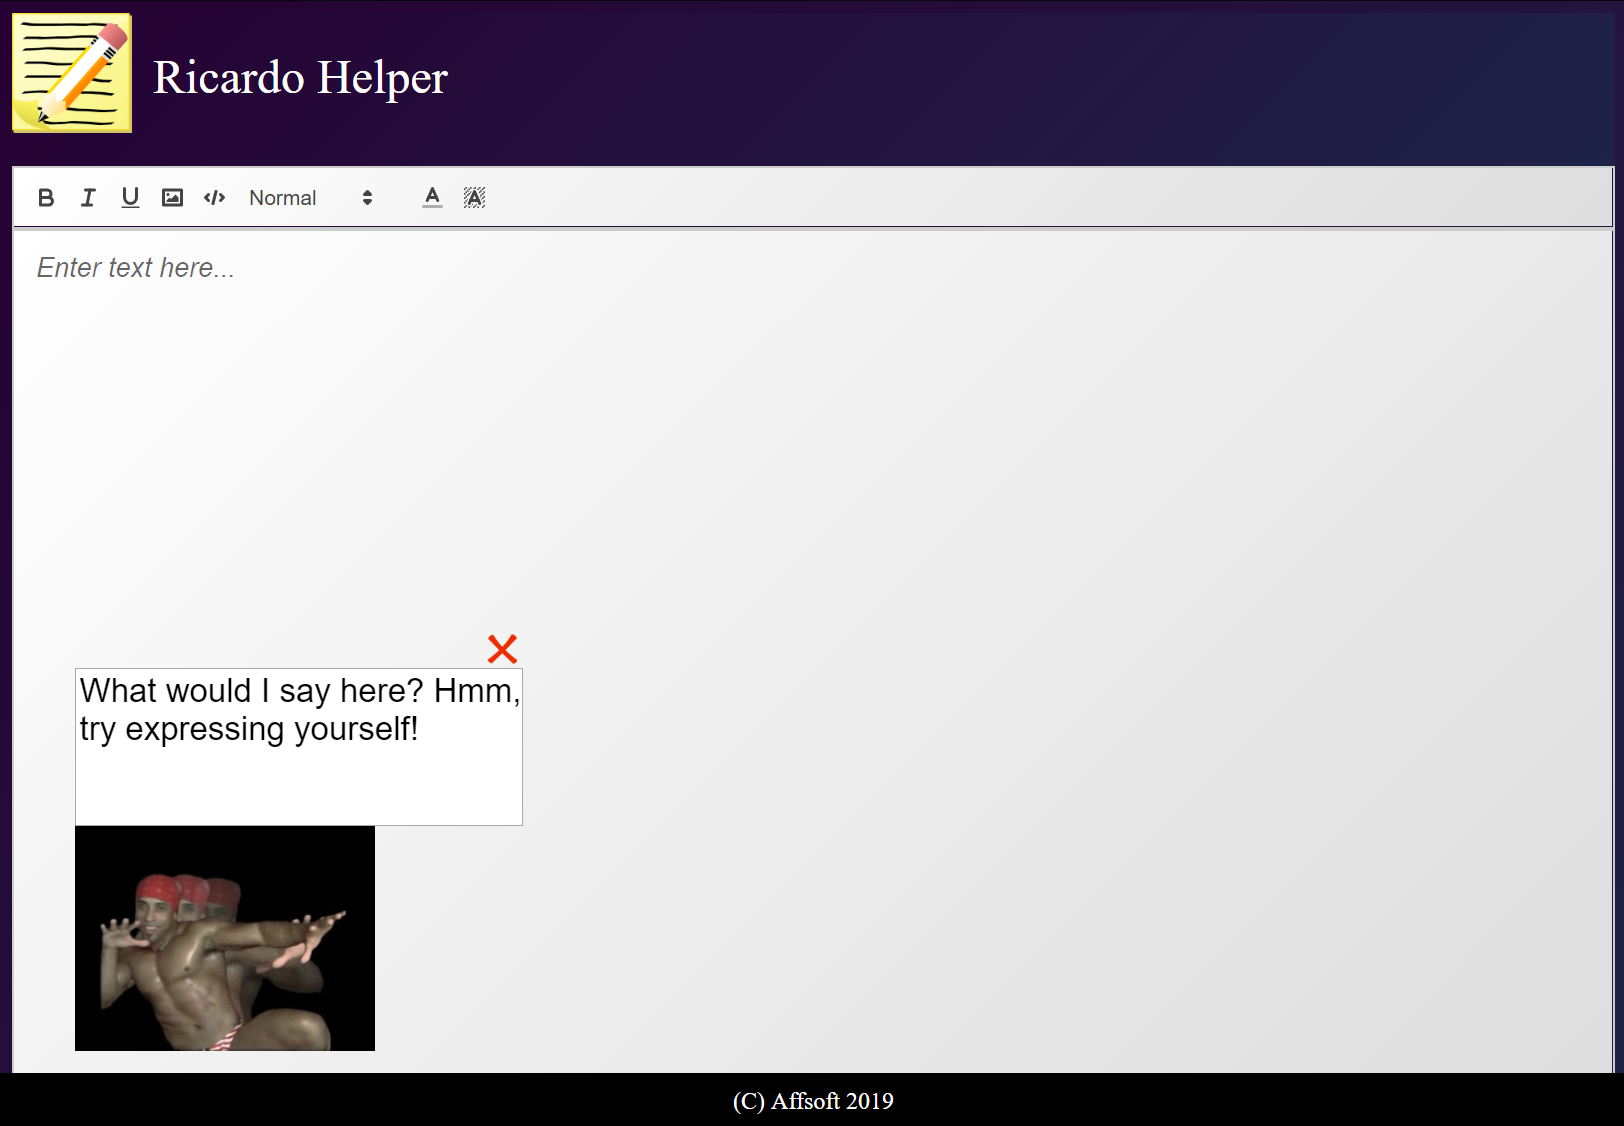 Ricardo Helper
B I U </> Normal A A
Enter text here...
What would I say here? Hmm,
try expressing yourself!
(C) Affsoft 2019